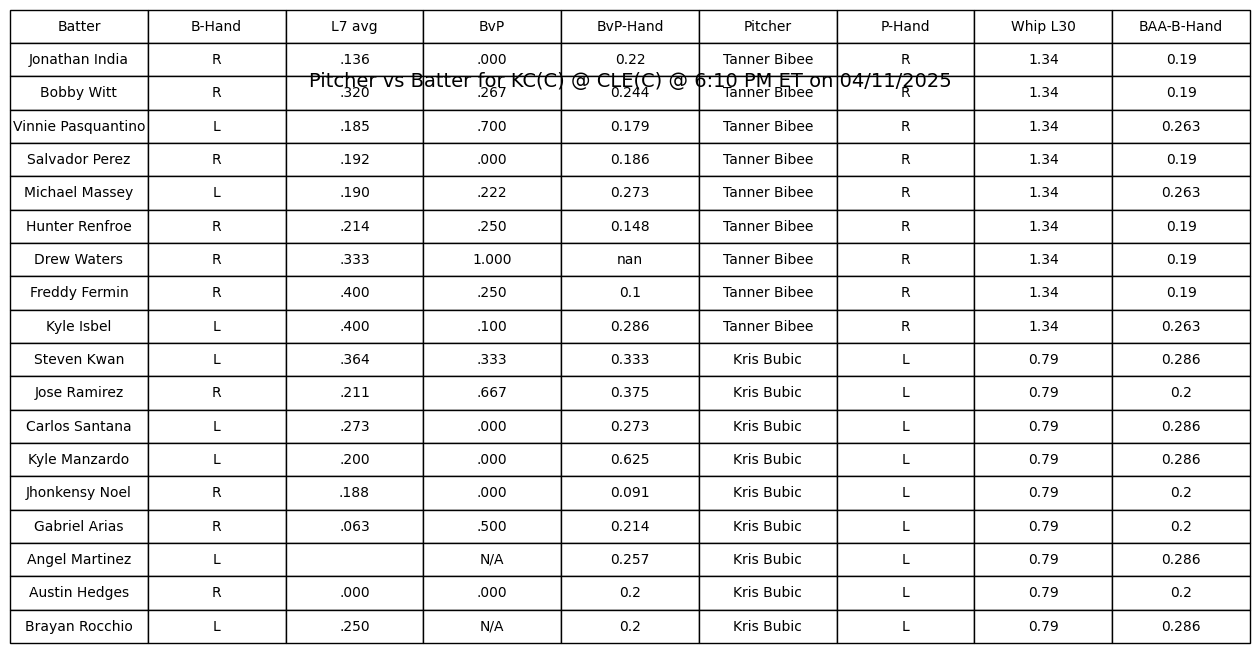 Batter B-Hand L7 avg BvP BvP-Hand Pitcher P-Hand Whip L30 BAA-B-Hand
Jonathan India R .136 .000 0.22 Tanner Bibee R 1.34 0.19
Pitcher vs Batter for KC(C) @ CLE(C) @ 6:10 PM ET on 04/11/2025
Bobby Witt R .320 .267 0.244 Tanner Bibee R 1.34 0.19
Vinnie Pasquantino L .185 .700 0.179 Tanner Bibee R 1.34 0.263
Salvador Perez R .192 .000 0.186 Tanner Bibee R 1.34 0.19
Michael Massey L .190 .222 0.273 Tanner Bibee R 1.34 0.263
Hunter Renfroe R .214 .250 0.148 Tanner Bibee R 1.34 0.19
Drew Waters R .333 1.000 nan Tanner Bibee R 1.34 0.19
Freddy Fermin R .400 .250 0.1 Tanner Bibee R 1.34 0.19
Kyle Isbel L .400 .100 0.286 Tanner Bibee R 1.34 0.263
Steven Kwan L .364 .333 0.333 Kris Bubic L 0.79 0.286
Jose Ramirez R .211 .667 0.375 Kris Bubic L 0.79 0.2
Carlos Santana L .273 .000 0.273 Kris Bubic L 0.79 0.286
Kyle Manzardo L .200 .000 0.625 Kris Bubic L 0.79 0.286
Jhonkensy Noel R .188 .000 0.091 Kris Bubic L 0.79 0.2
Gabriel Arias R .063 .500 0.214 Kris Bubic L 0.79 0.2
Angel Martinez L N/A 0.257 Kris Bubic L 0.79 0.286
Austin Hedges R .000 .000 0.2 Kris Bubic L 0.79 0.2
Brayan Rocchio L .250 N/A 0.2 Kris Bubic L 0.79 0.286